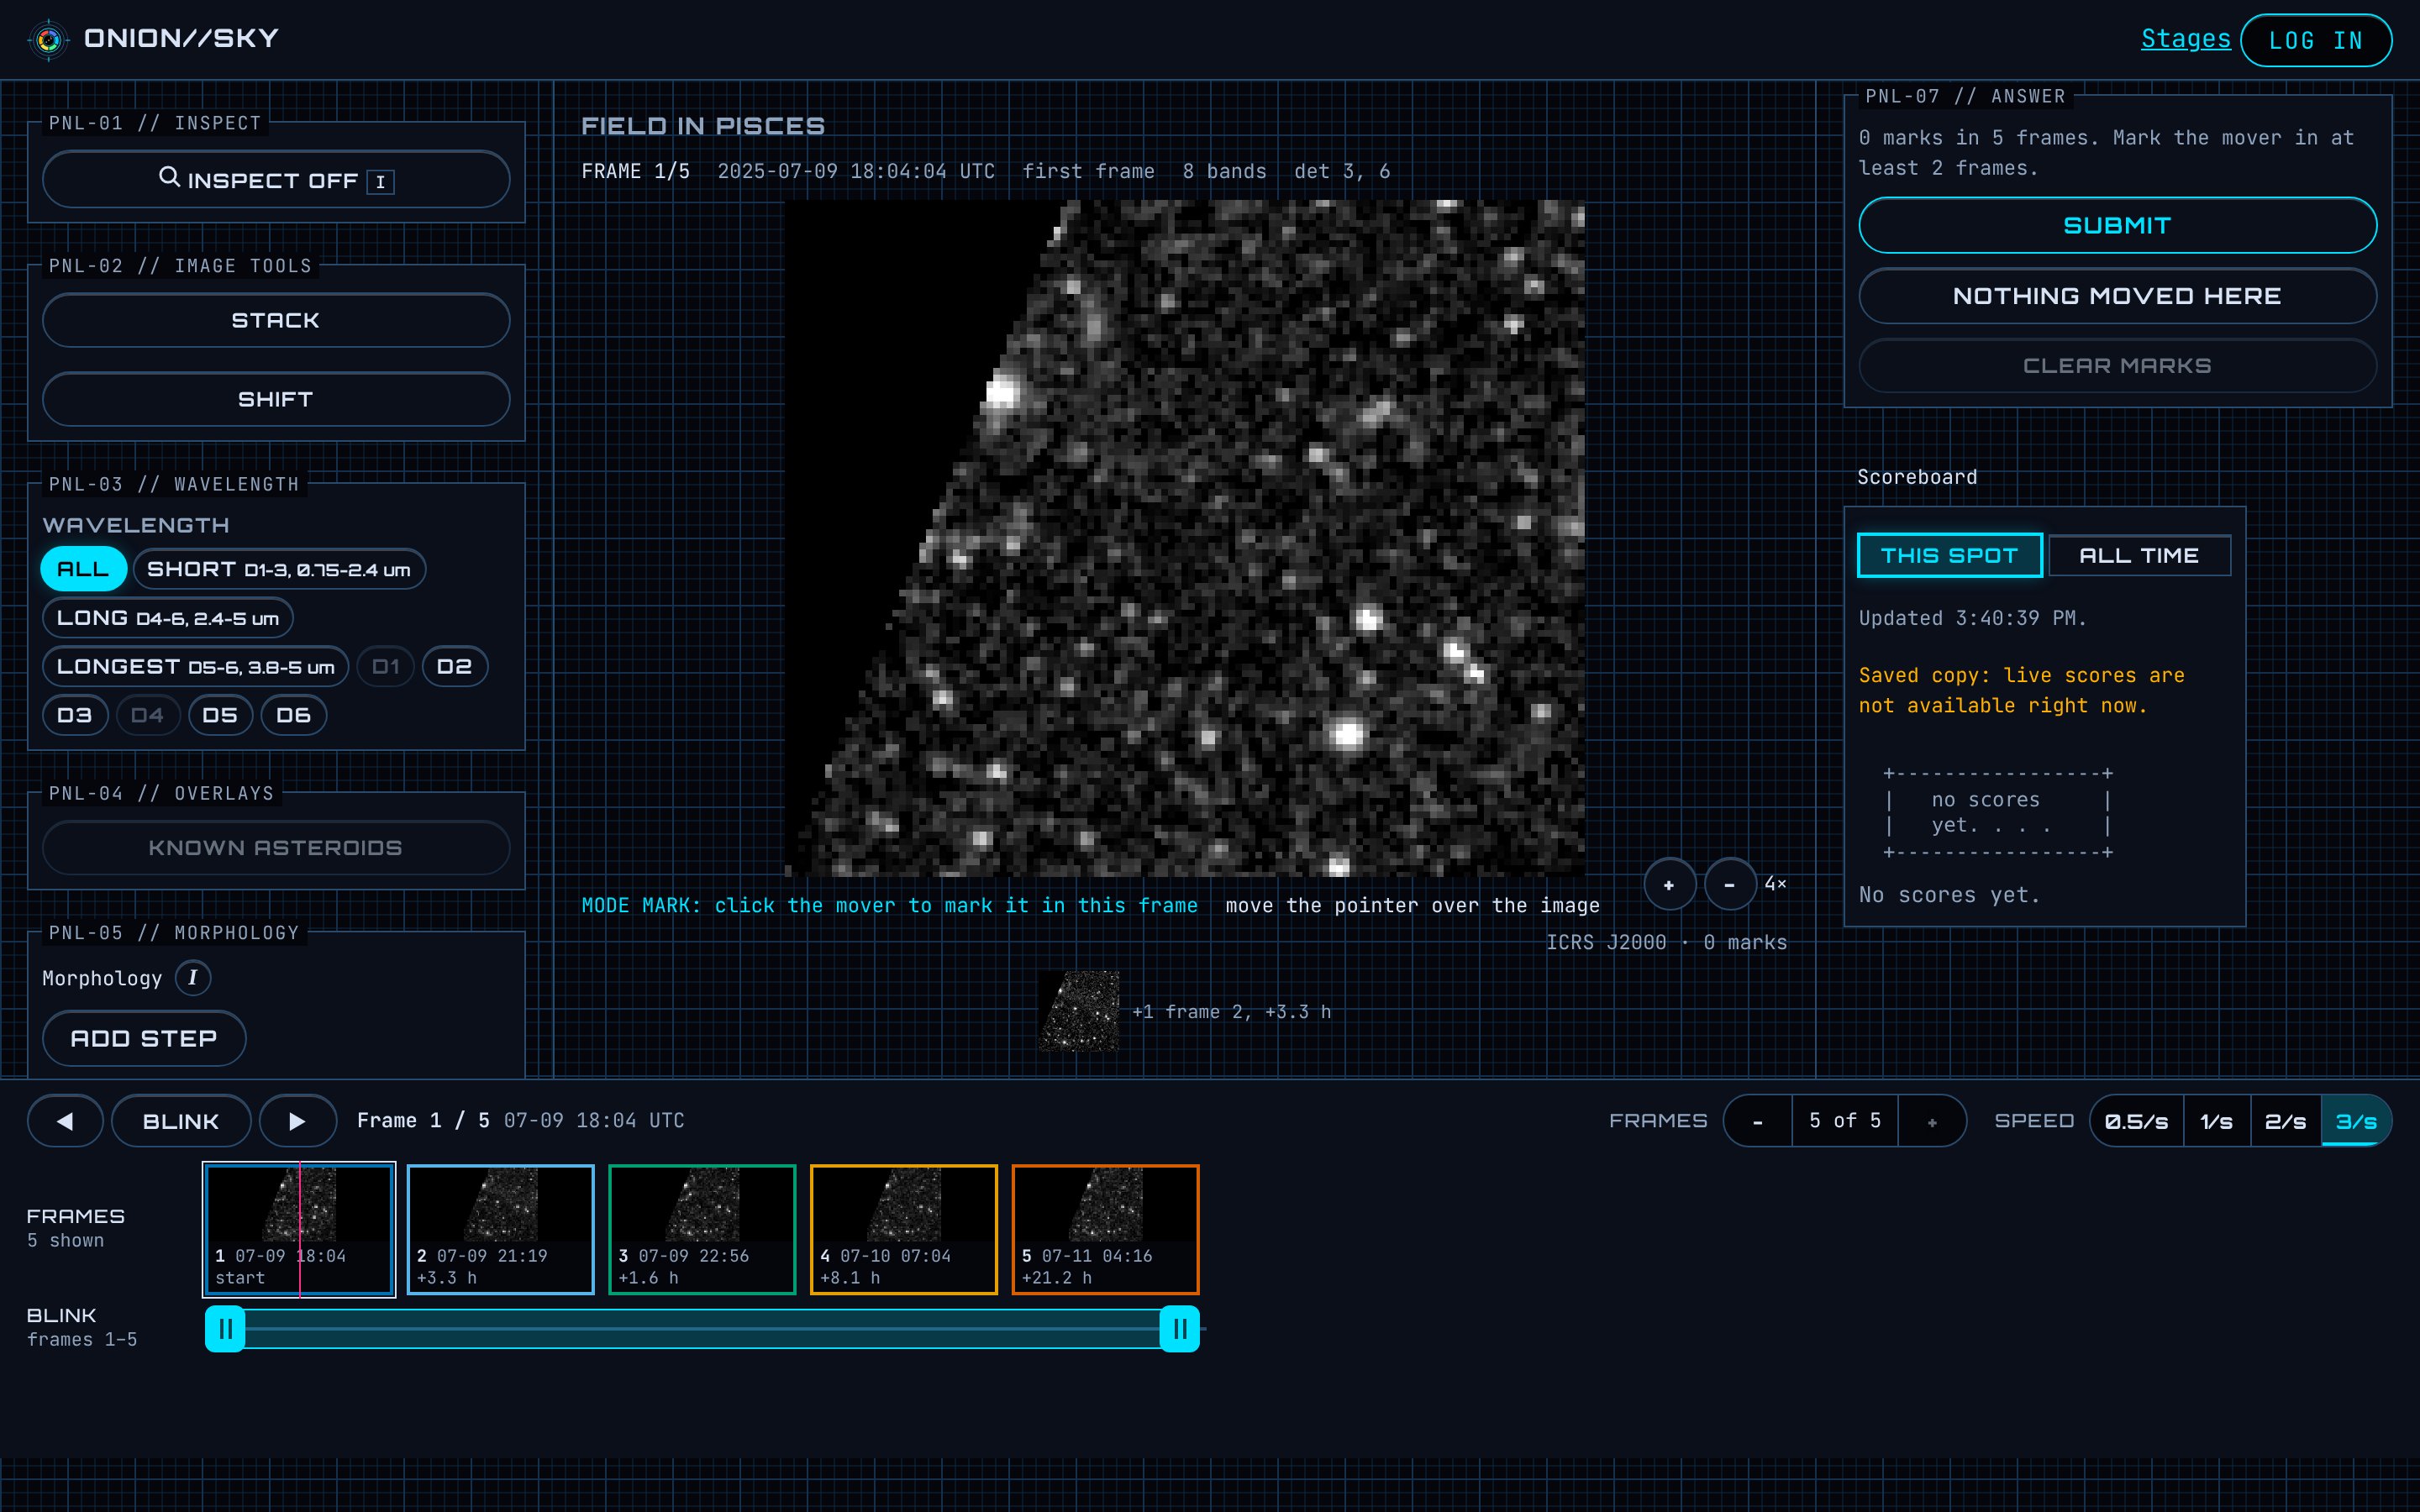 ONION//SKY
Stages
LOG IN
PNL-01 // INSPECT
INSPECT OFF I
PNL-02 // IMAGE TOOLS
STACK
SHIFT
PNL-03 // WAVELENGTH
WAVELENGTH
ALL
SHORT D1-3, 0.75-2.4 um
LONG D4-6, 2.4-5 um
LONGEST D5-6, 3.8-5 um
D1
D2
D3
D4
D5
D6
PNL-04 // OVERLAYS
KNOWN ASTEROIDS
PNL-05 // MORPHOLOGY
Morphology I
ADD STEP
FIELD IN PISCES
FRAME 1/5 2025-07-09 18:04:04 UTC first frame 8 bands det 3, 6
MODE MARK: click the mover to mark it in this frame move the pointer over the image
+ - 4×
ICRS J2000 · 0 marks
+1 frame 2, +3.3 h
PNL-07 // ANSWER
0 marks in 5 frames. Mark the mover in at
least 2 frames.
SUBMIT
NOTHING MOVED HERE
CLEAR MARKS
Scoreboard
THIS SPOT
ALL TIME
Updated 3:40:39 PM.
Saved copy: live scores are
not available right now.
+-----------------+
| no scores |
| yet. . . . |
+-----------------+
No scores yet.
BLINK
Frame 1 / 5 07-09 18:04 UTC
FRAMES - 5 of 5 +
SPEED 0.5/s 1/s 2/s 3/s
FRAMES
5 shown
1 07-09 18:04
start
2 07-09 21:19
+3.3 h
3 07-09 22:56
+1.6 h
4 07-10 07:04
+8.1 h
5 07-11 04:16
+21.2 h
BLINK
frames 1-5